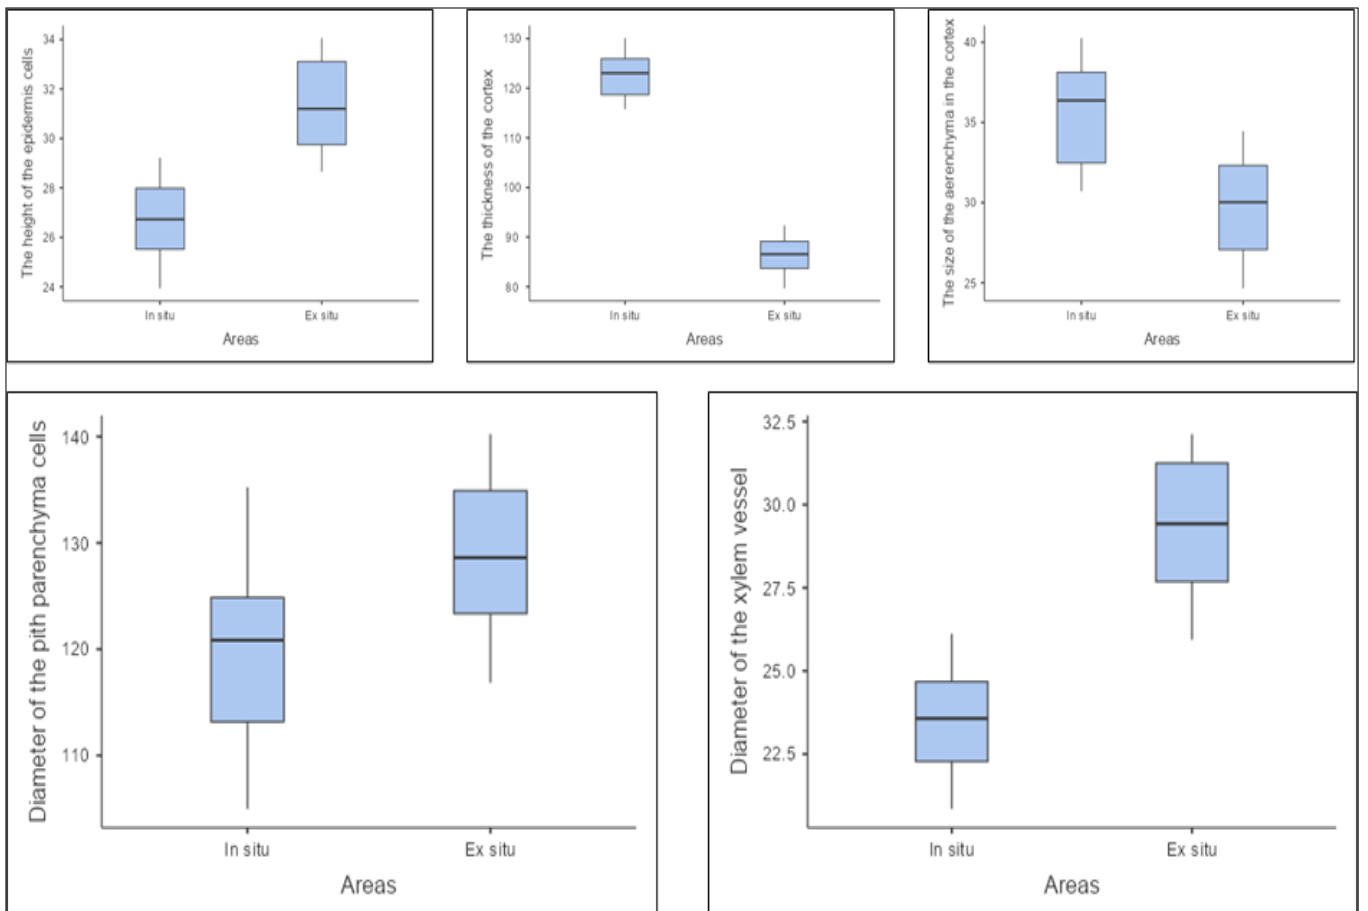 The height of the epidermis cells
34
32
30
28
26
24
In situ
Ex situ
Areas
The thickness of the cortex
130
120
110
100
90
80
In situ
Ex situ
Areas
The size of the aerenchyma in the cortex
40
35
30
25
In situ
Ex situ
Areas
Diameter of the pith parenchyma cells
140
130
120
110
In situ
Ex situ
Areas
Diameter of the xylem vessel
32.5
30.0
27.5
25.0
22.5
In situ
Ex situ
Areas